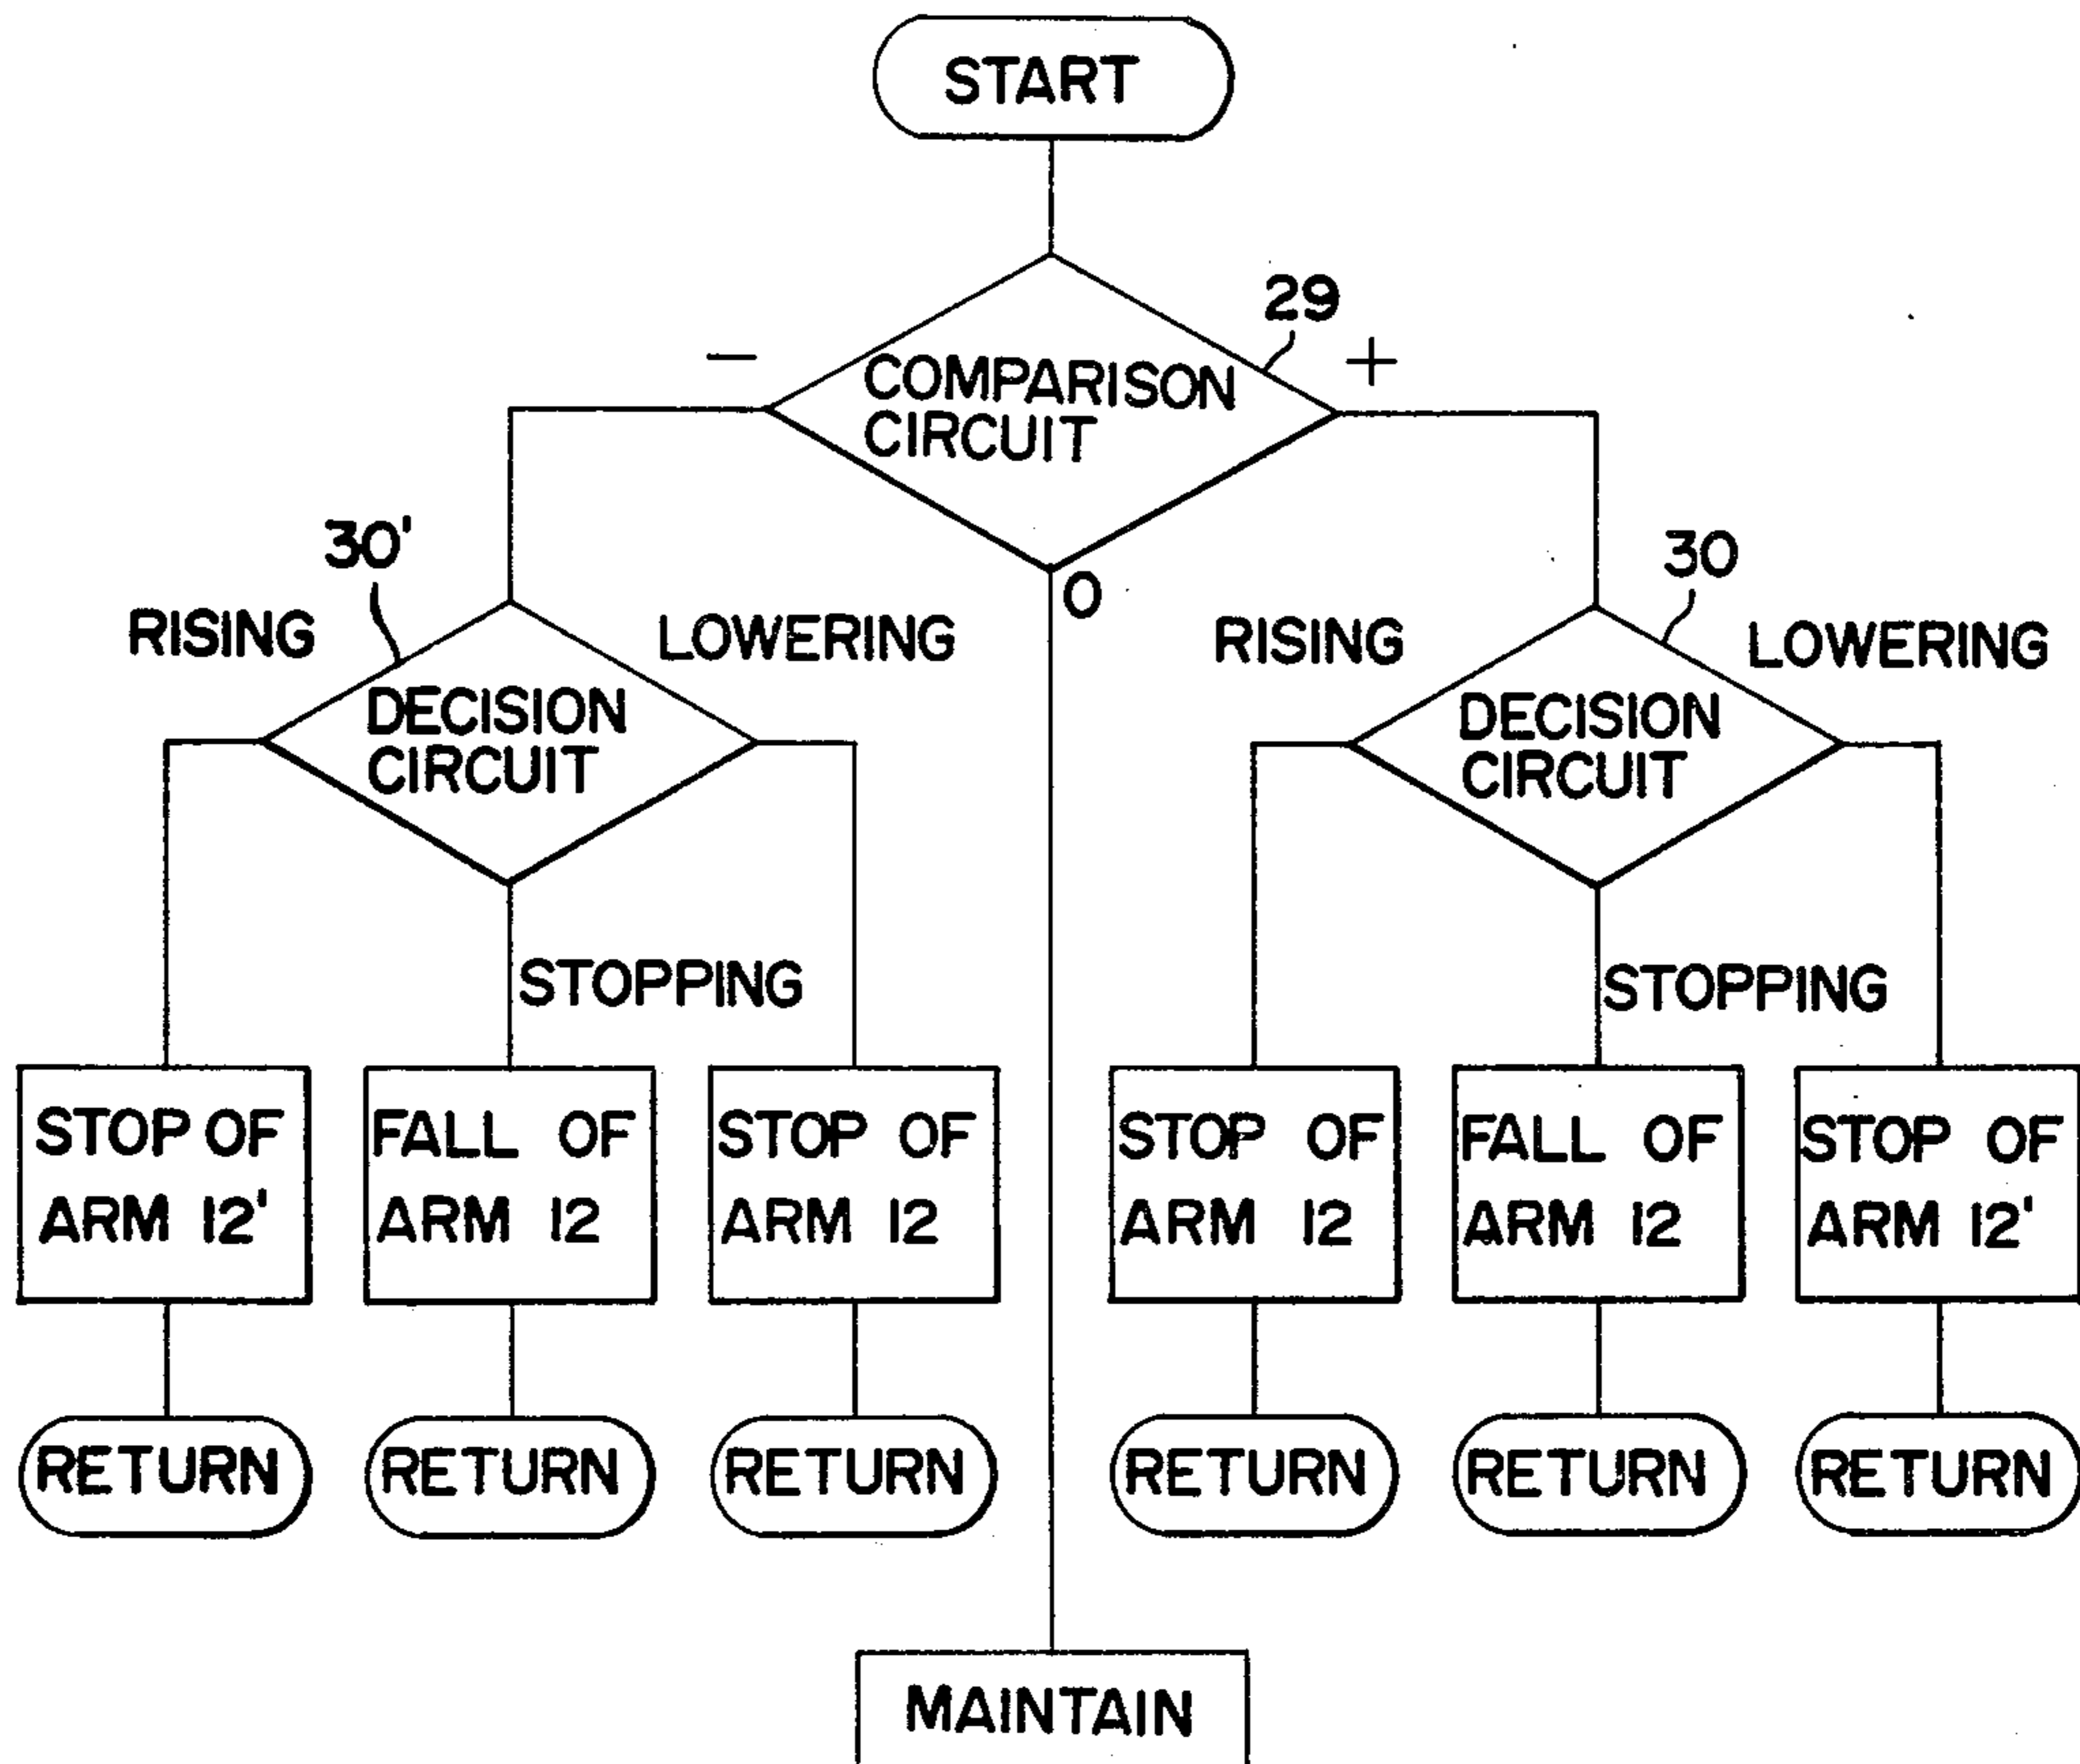 START
29
− +
COMPARISON
CIRCUIT
30'
30
O
RISING
LOWERING
RISING
LOWERING
DECISION
CIRCUIT
DECISION
CIRCUIT
STOPPING
STOPPING
STOP OF
ARM 12'
FALL OF
ARM 12
STOP OF
ARM 12
STOP OF
ARM 12
FALL OF
ARM 12
STOP OF
ARM 12'
RETURN
RETURN
RETURN
RETURN
RETURN
RETURN
MAINTAIN